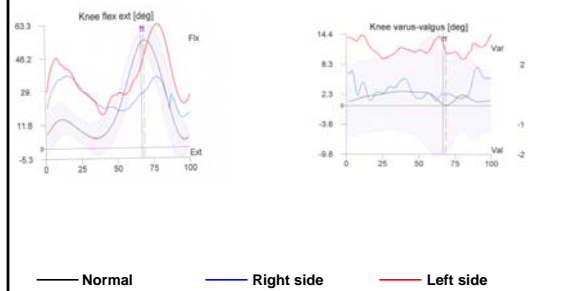 Knee flex ext [deg]
63.3
46.2
29.
11.8
0
-5.3
Flx
Ext
0 25 50 75 100
Knee varus-valgus [deg]
14.4
8.3
2.3
0
-3.8
-9.8
Var
Val
2
-1
-2
0 25 50 75 100
Normal Right side Left side